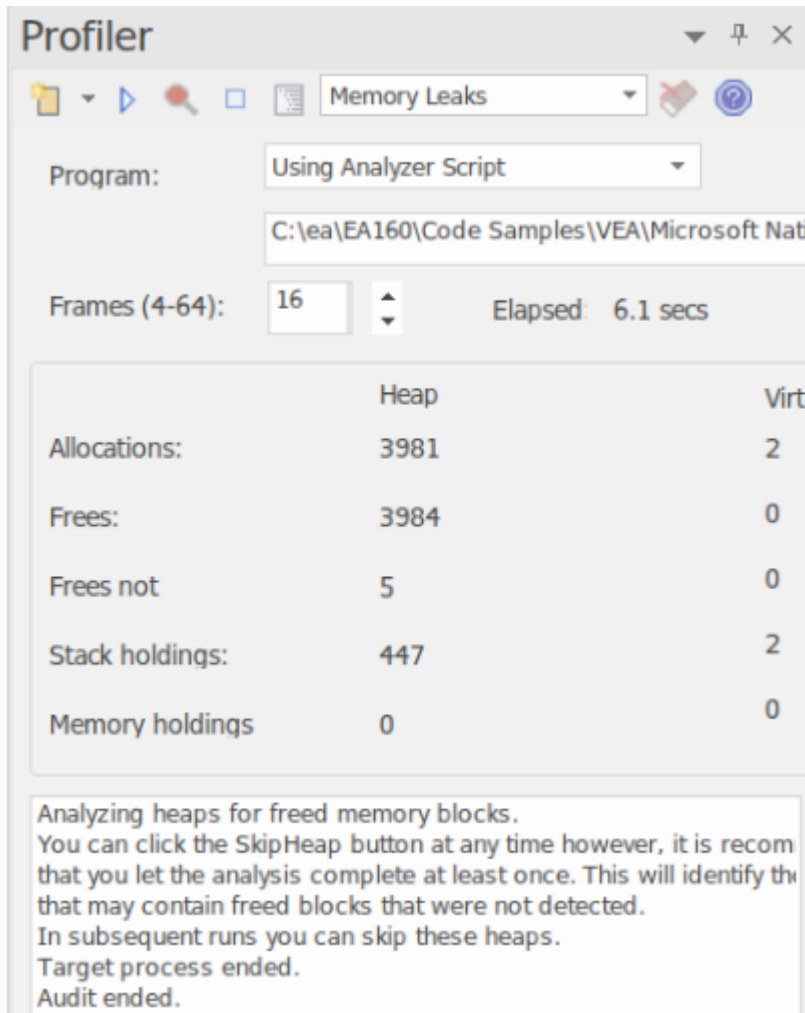 Profiler
Memory Leaks
Program: Using Analyzer Script
C:\ea\EA160\Code Samples\VEA\Microsoft Nati
Frames (4-64): 16 Elapsed: 6.1 secs
Heap Virt
Allocations: 3981 2
Frees: 3984 0
Frees not 5 0
Stack holdings: 447 2
Memory holdings 0 0
Analyzing heaps for freed memory blocks.
You can click the SkipHeap button at any time however, it is recom
that you let the analysis complete at least once. This will identify the
that may contain freed blocks that were not detected.
In subsequent runs you can skip these heaps.
Target process ended.
Audit ended.